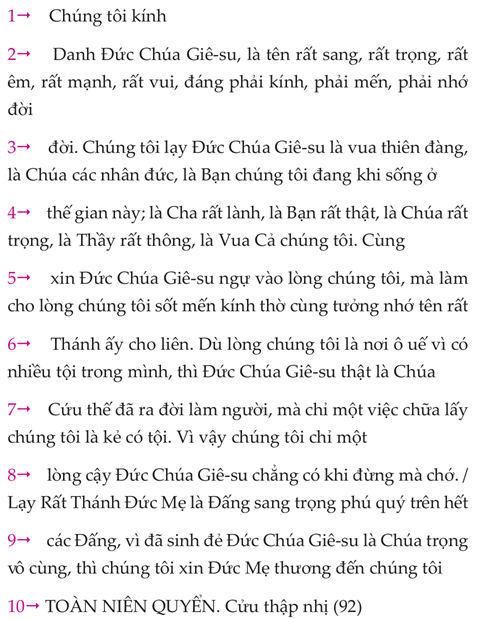 1→ Chúng tôi kính
2→ Danh Đức Chúa Giê-su, là tên rất sang, rất trọng, rất
êm, rất mạnh, rất vui, đáng phải kính, phải mến, phải nhớ
đời
3→ đời. Chúng tôi lạy Đức Chúa Giê-su là vua thiên đàng,
là Chúa các nhân đức, là Bạn chúng tôi đang khi sống ở
4→ thế gian này; là Cha rất lành, là Bạn rất thật, là Chúa rất
trọng, là Thầy rất thông, là Vua Cả chúng tôi. Cùng
5→ xin Đức Chúa Giê-su ngự vào lòng chúng tôi, mà làm
cho lòng chúng tôi sốt mến kính thờ cùng tưởng nhớ tên rất
6→ Thánh ấy cho liên. Dù lòng chúng tôi là nơi ô uế vì có
nhiều tội trong mình, thì Đức Chúa Giê-su thật là Chúa
7→ Cứu thế đã ra đời làm người, mà chỉ một việc chữa lấy
chúng tôi là kẻ có tội. Vì vậy chúng tôi chỉ một
8→ lòng cậy Đức Chúa Giê-su chẳng có khi đừng mà chớ. /
Lạy Rất Thánh Đức Mẹ là Đấng sang trọng phú quý trên hết
9→ các Đấng, vì đã sinh đẻ Đức Chúa Giê-su là Chúa trọng
vô cùng, thì chúng tôi xin Đức Mẹ thương đến chúng tôi
10→ TOÀN NIÊN QUYỂN. Cửu thập nhị (92)